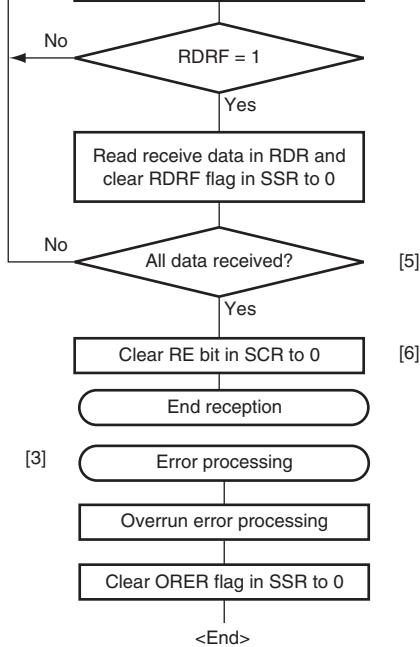 No
RDRF = 1
Yes
Read receive data in RDR and
clear RDRF flag in SSR to 0
No
All data received?
[5]
Yes
Clear RE bit in SCR to 0
[6]
End reception
[3]
Error processing
Overrun error processing
Clear ORER flag in SSR to 0
<End>